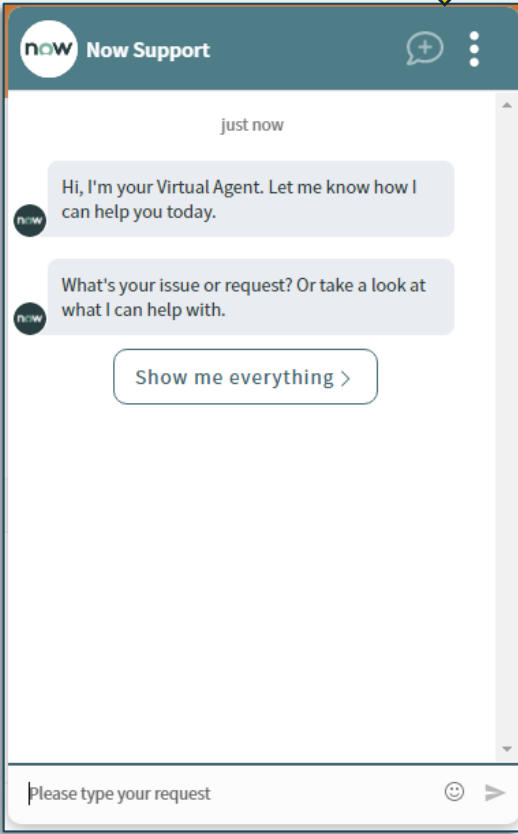 now Now Support
just now
Hi, I'm your Virtual Agent. Let me know how I
can help you today.
now
What's your issue or request? Or take a look at
what I can help with.
now
Show me everything
Please type your request